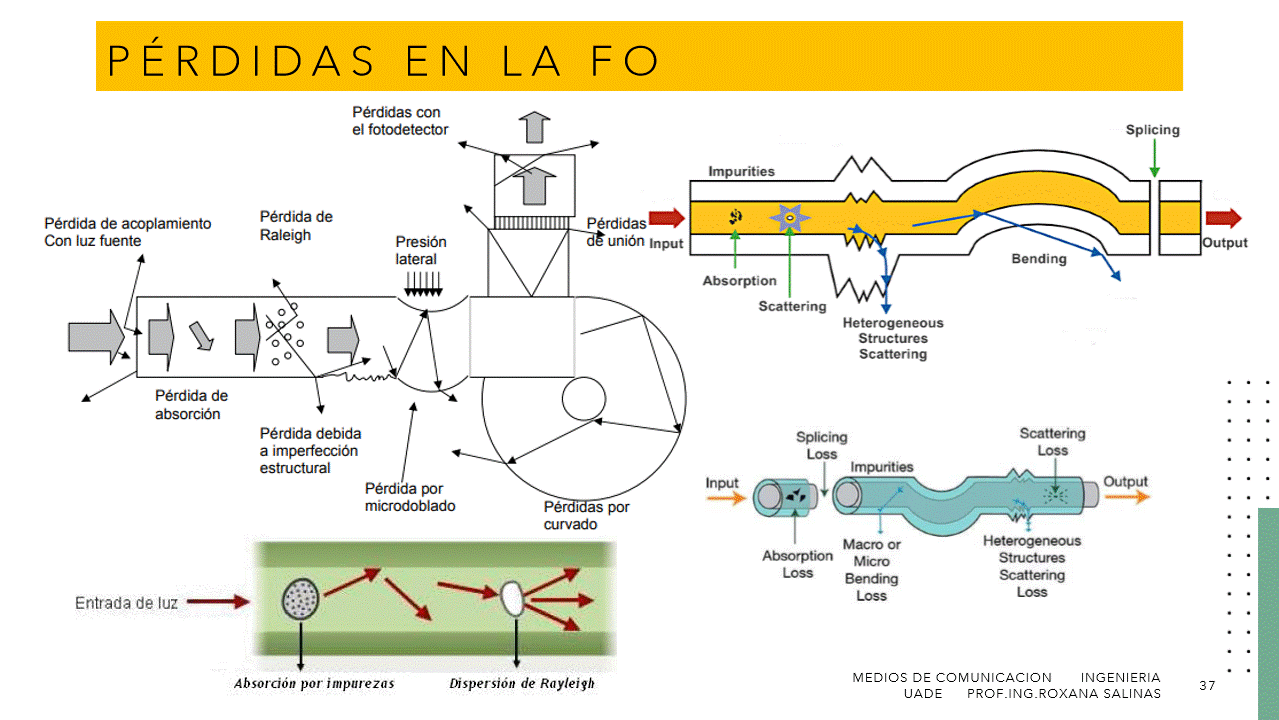 PÉRDIDAS EN LA FO
Pérdidas con
el fotodetector
Pérdida de acoplamiento
Con luz fuente
Pérdida de
Raleigh
Presión
lateral
Pérdidas
de unión
Pérdida de
absorción
Pérdida debida
a imperfección
estructural
Pérdida por
microdoblado
Pérdidas por
curvado
Splicing
Impurities
Input
Output
Absorption
Scattering
Bending
Heterogeneous
Structures
Scattering
Splicing
Loss
Scattering
Loss
Impurities
Input
Output
Absorption
Loss
Macro or
Micro
Bending
Loss
Heterogeneous
Structures
Scattering
Loss
Entrada de luz
Absorción por impurezas
Dispersión de Rayleigh
MEDIOS DE COMUNICACION INGENIERIA
UADE PROF.ING.ROXANA SALINAS
37